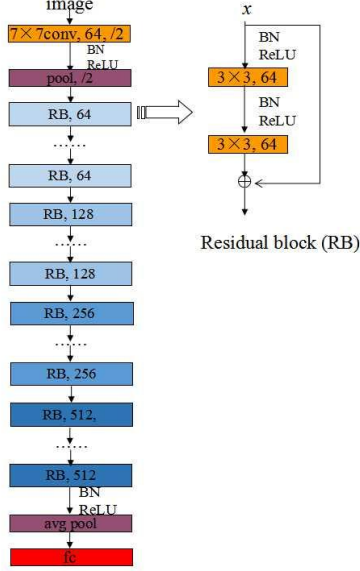 image
7×7conv, 64, /2
BN
ReLU
pool, /2
RB, 64
......
RB, 64
RB, 128
......
RB, 128
RB, 256
......
RB, 256
RB, 512,
......
RB, 512
BN
ReLU
avg pool
fc
x
BN
ReLU
3×3, 64
BN
ReLU
3×3, 64
Residual block (RB)